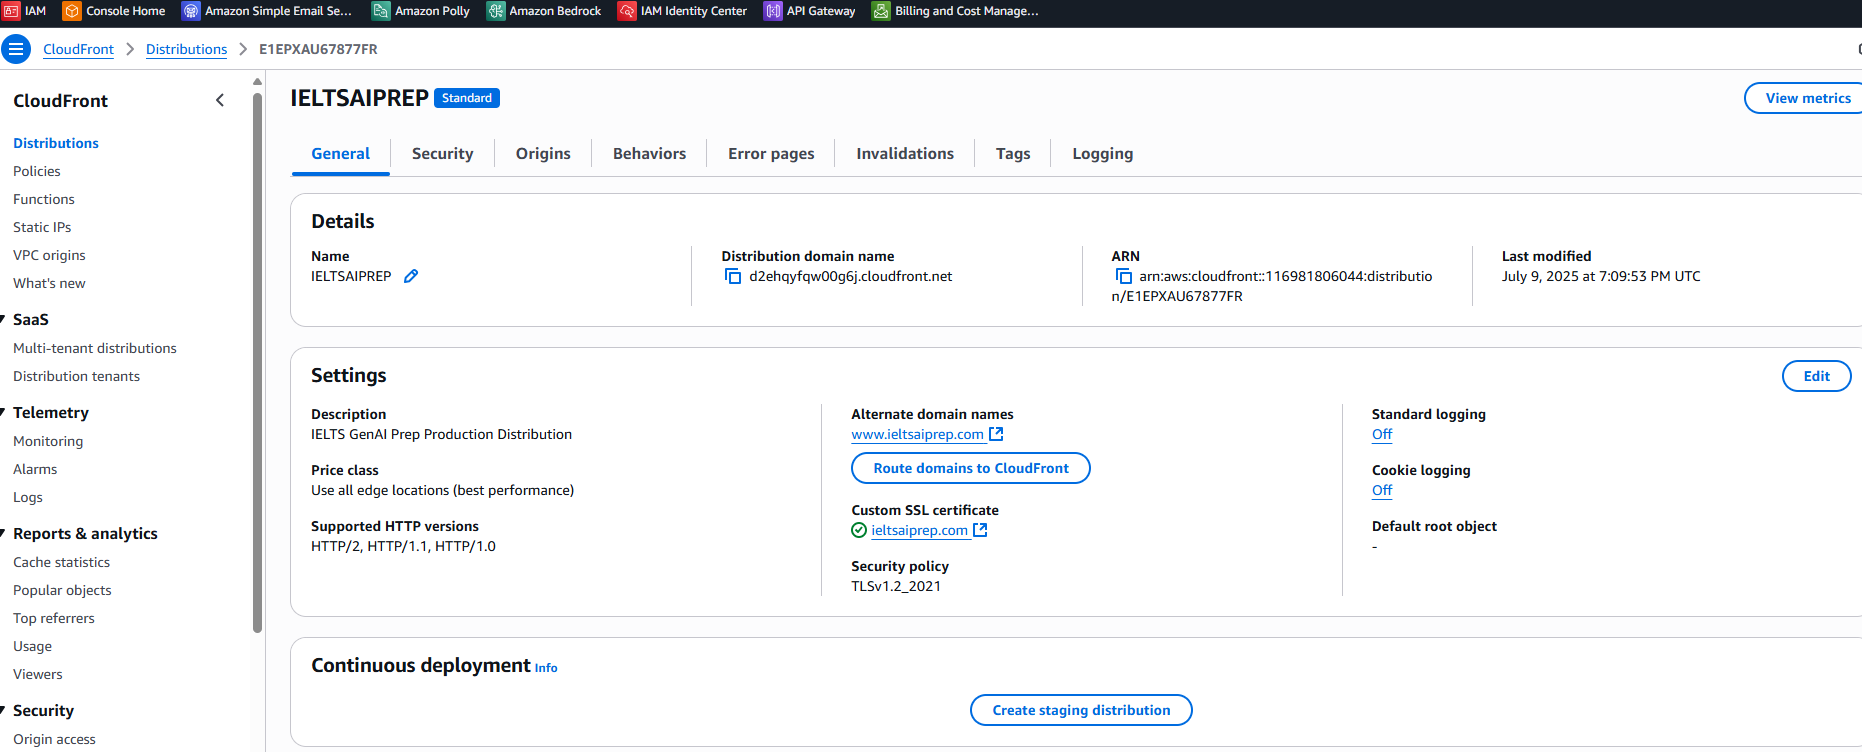 IAM
Console Home
Amazon Simple Email Se...
Amazon Polly
Amazon Bedrock
IAM Identity Center
API Gateway
Billing and Cost Manage...
CloudFront
Distributions
E1EPXAU67877FR
CloudFront
Distributions
Policies
Functions
Static IPs
VPC origins
What's new
SaaS
Multi-tenant distributions
Distribution tenants
Telemetry
Monitoring
Alarms
Logs
Reports & analytics
Cache statistics
Popular objects
Top referrers
Usage
Viewers
Security
Origin access
IELTSAIPREP Standard
View metrics
General
Security
Origins
Behaviors
Error pages
Invalidations
Tags
Logging
Details
Name
IELTSAIPREP
Distribution domain name
d2ehqyfqw00g6j.cloudfront.net
ARN
arn:aws:cloudfront::116981806044:distributio
n/E1EPXAU67877FR
Last modified
July 9, 2025 at 7:09:53 PM UTC
Settings
Edit
Description
IELTS GenAI Prep Production Distribution
Price class
Use all edge locations (best performance)
Supported HTTP versions
HTTP/2, HTTP/1.1, HTTP/1.0
Alternate domain names
www.ieltsaiprep.com
Route domains to CloudFront
Custom SSL certificate
ieltsaiprep.com
Security policy
TLSv1.2_2021
Standard logging
Off
Cookie logging
Off
Default root object
-
Continuous deployment Info
Create staging distribution